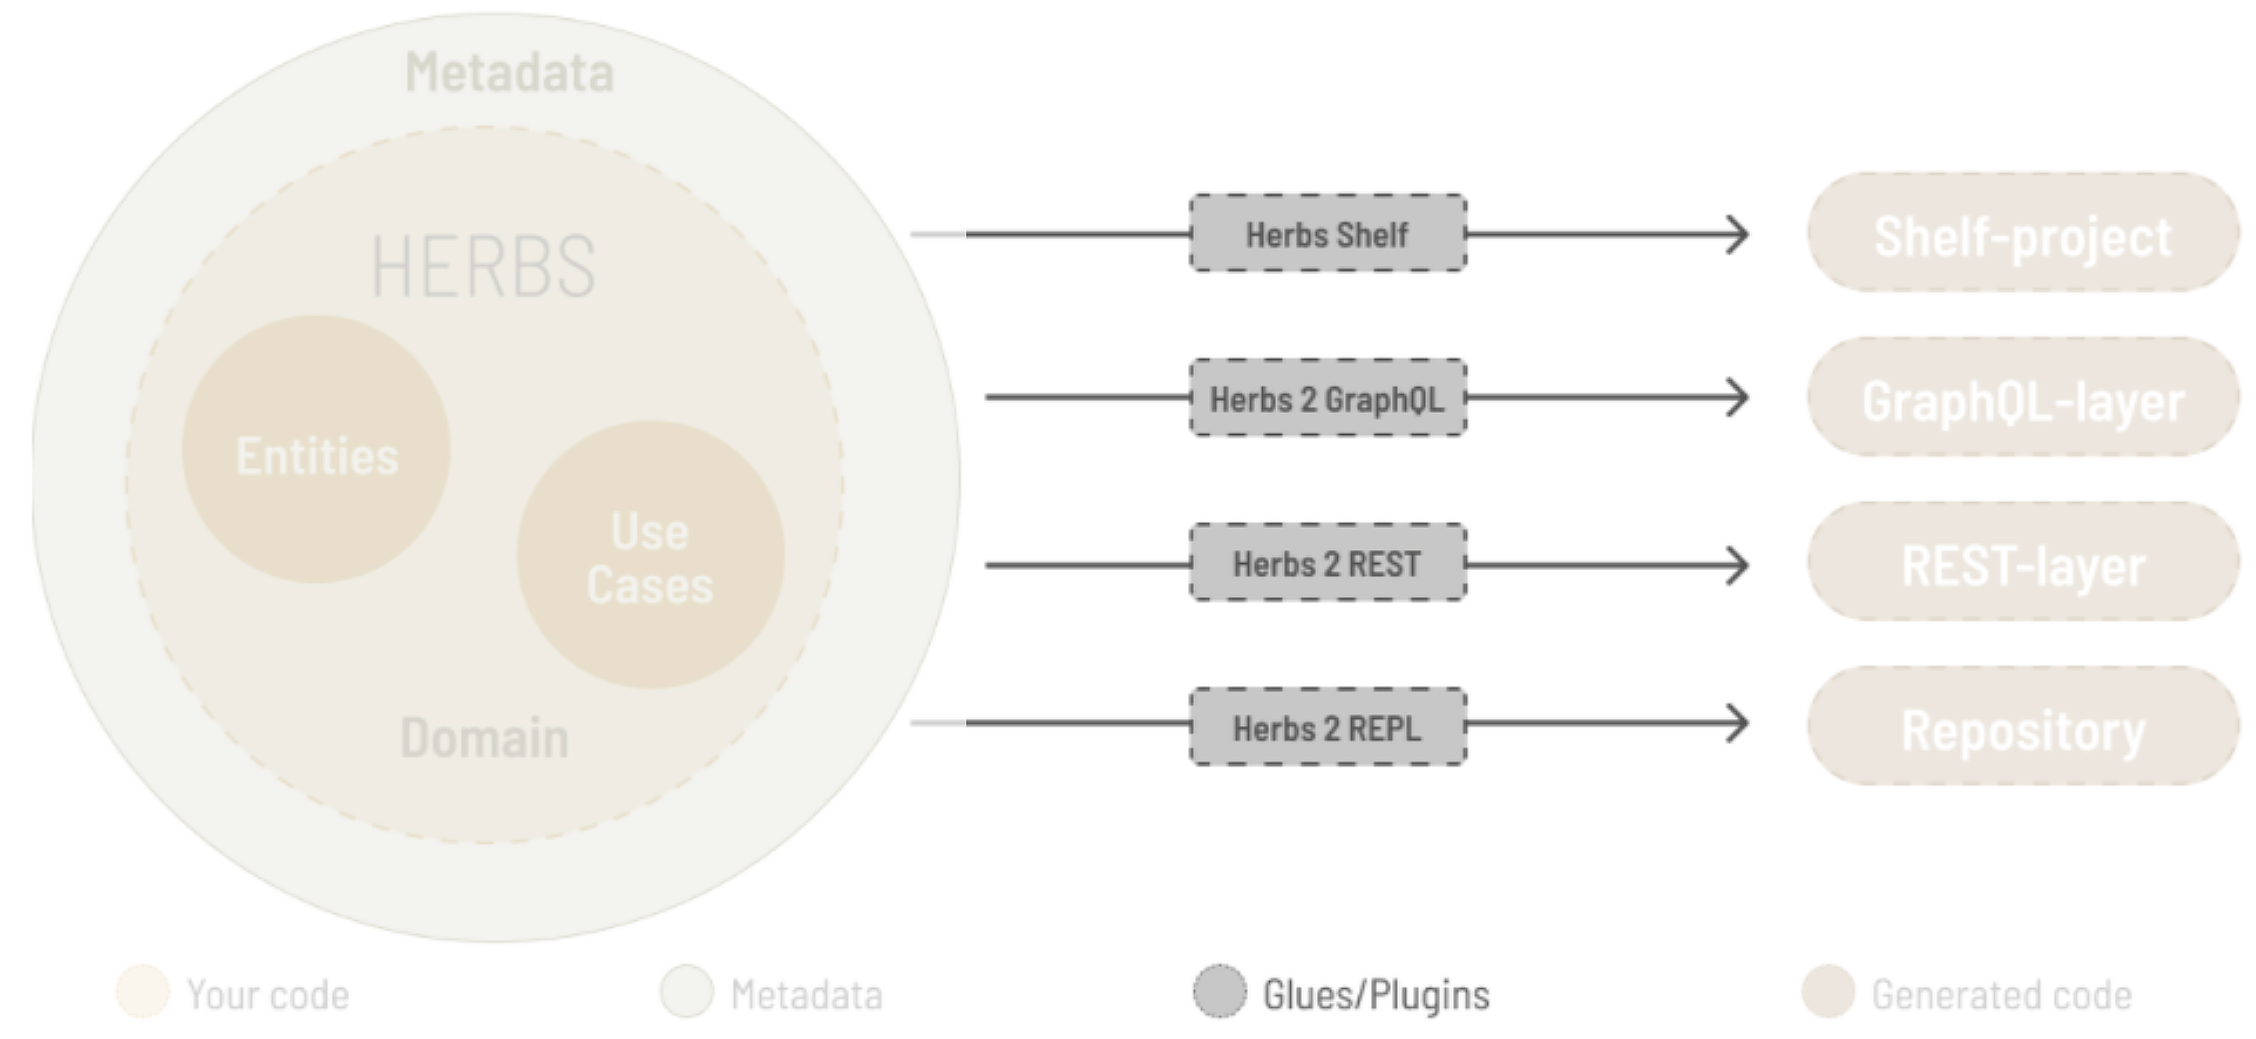 Metadata
HERBS
Entities
Use
Cases
Domain
Herbs Shelf
Shelf-project
Herbs 2 GraphQL
GraphQL-layer
Herbs 2 REST
REST-layer
Herbs 2 REPL
Repository
Your code
Metadata
Glues/Plugins
Generated code